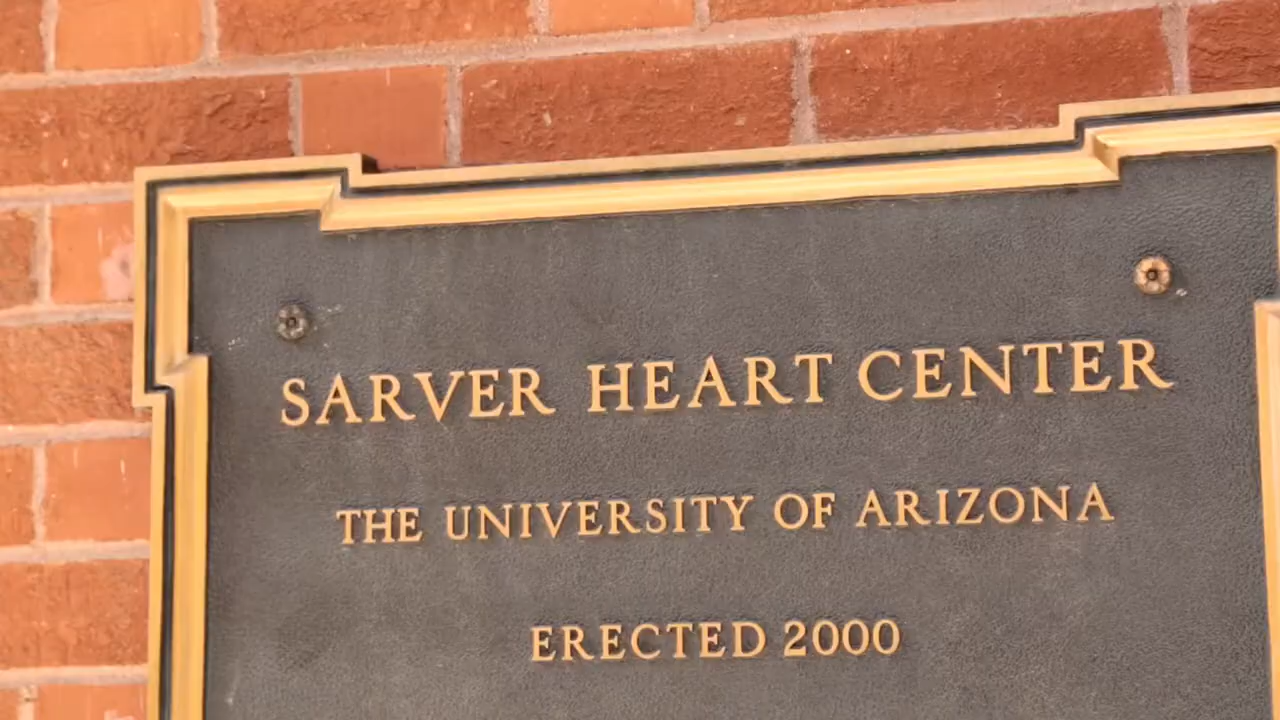 SARVER HEART CENTER
THE UNIVERSITY OF ARIZONA
ERECTED 2000